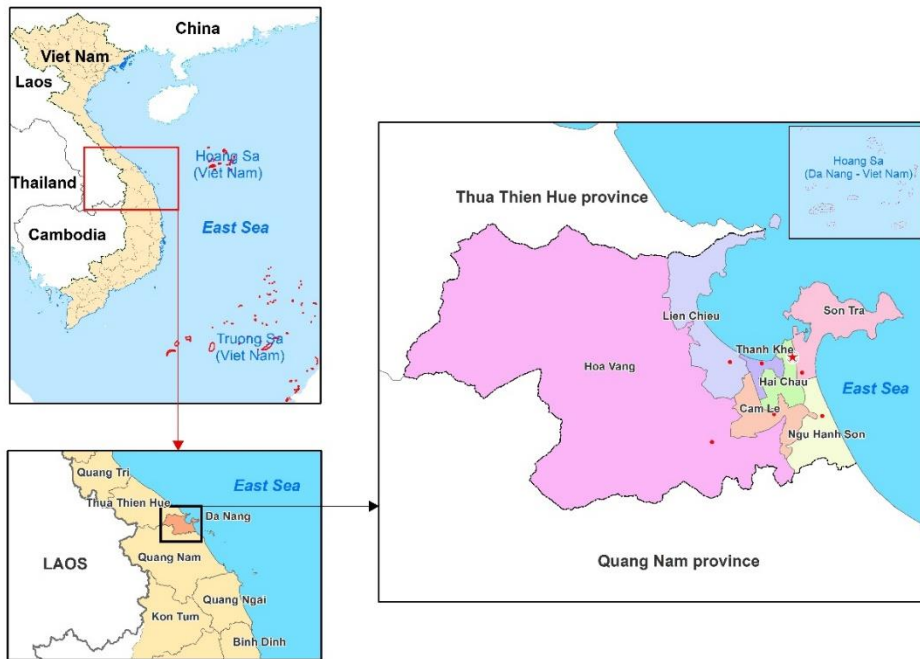 China
Viet Nam
Laos
Hoang Sa
(Viet Nam)
Thailand
East Sea
Cambodia
Truong Sa
(Viet Nam)
Quang Tri
East Sea
Thua Thien Hue
Da Nang
LAOS
Quang Nam
Quang Ngai
Kon Tum
Binh Dinh
Hoang Sa
(Da Nang - Viet Nam)
Thua Thien Hue province
Son Tra
Lien Chieu
Thanh Khe
Hoa Vang
Hai Chau
East Sea
Cam Le
Ngu Hanh Son
Quang Nam province